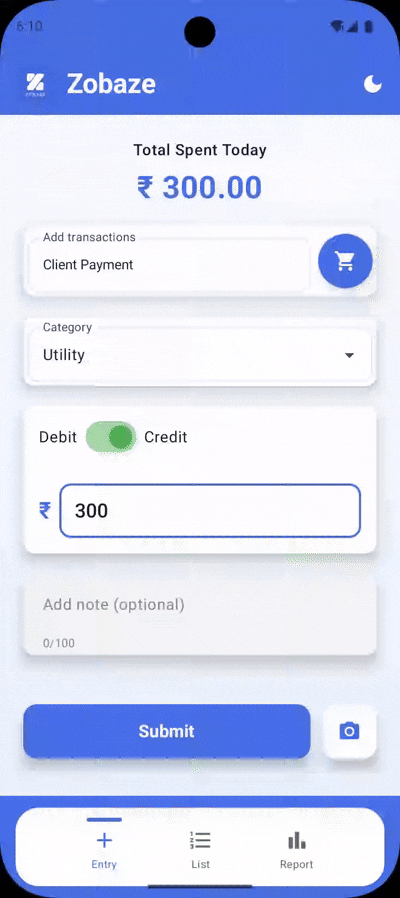 6:10
Zobaze
Total Spent Today
₹ 300.00
Add transactions
Client Payment
Category
Utility
Debit
Credit
₹
300
Add note (optional)
0/100
Submit
Entry
List
Report